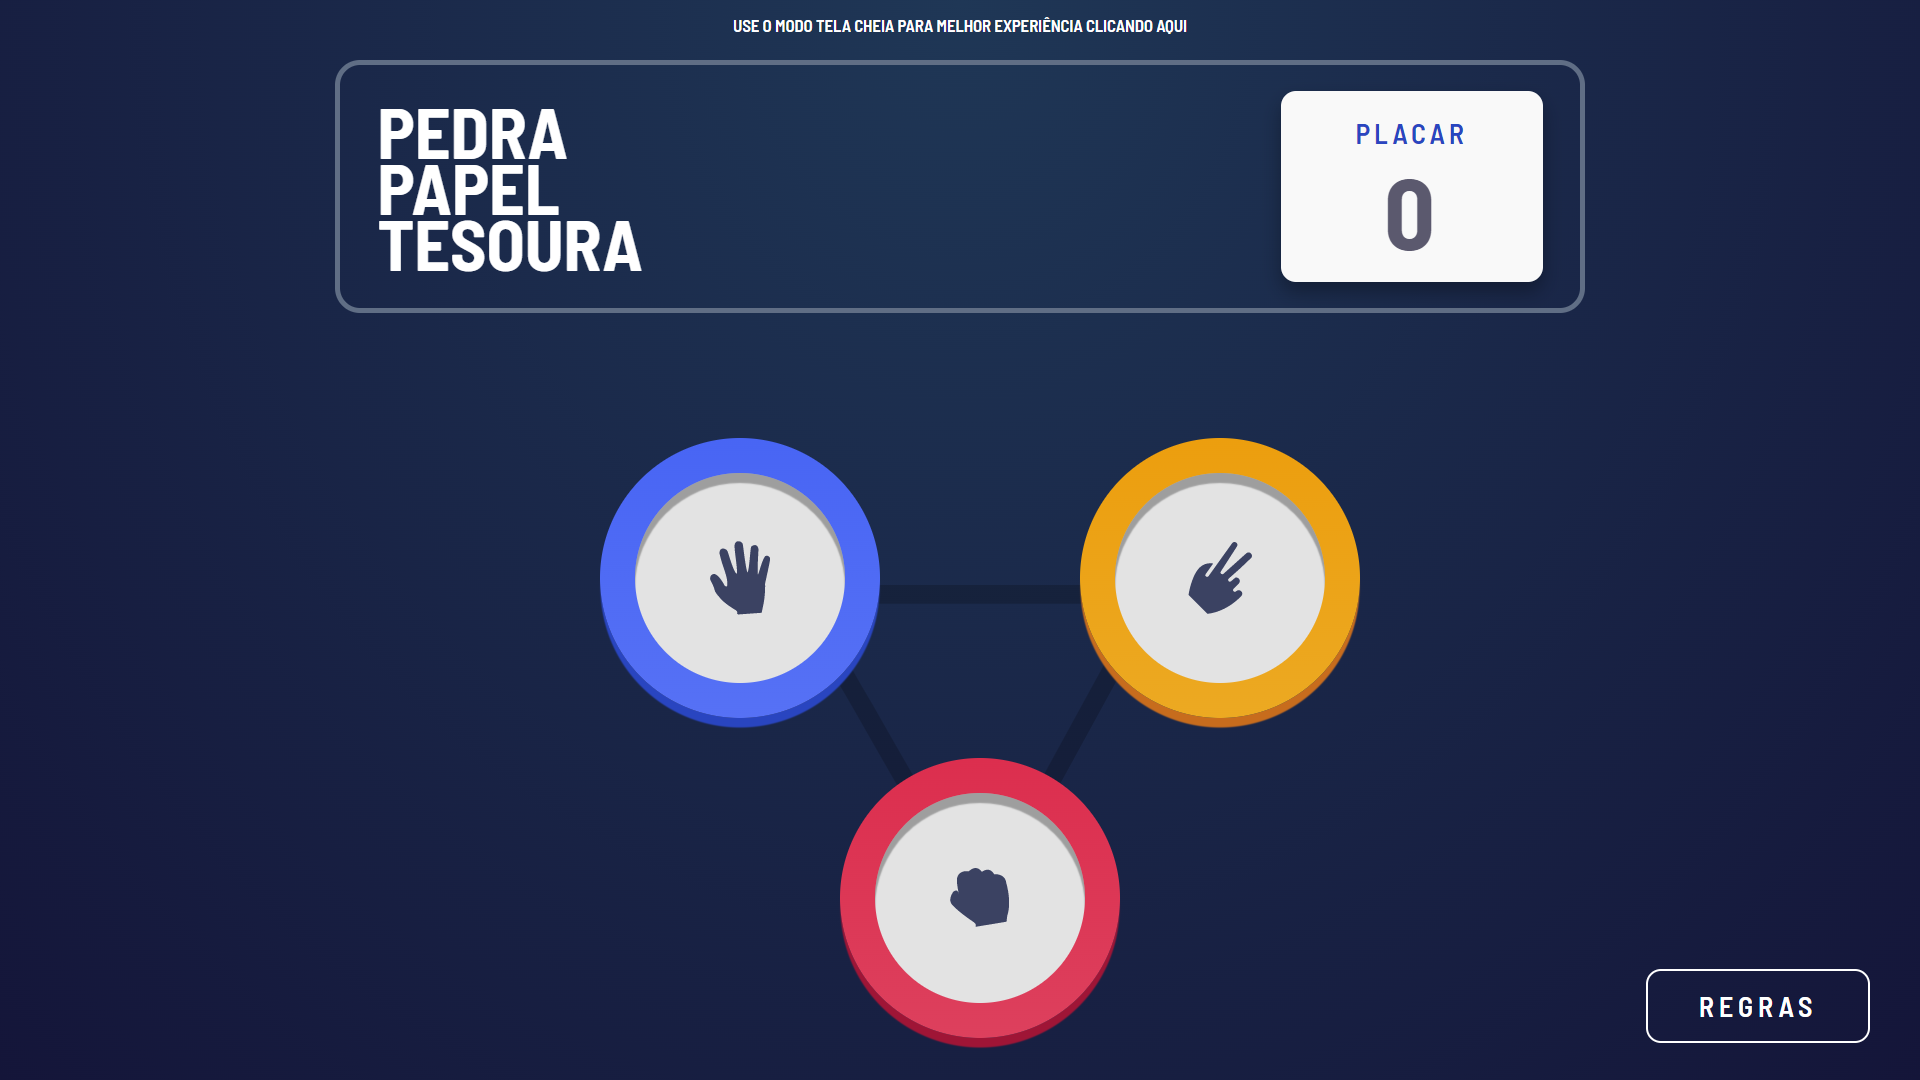 USE O MODO TELA CHEIA PARA MELHOR EXPERIÊNCIA CLICANDO AQUI
PEDRA
PAPEL
TESOURA
PLACAR
0
REGRAS